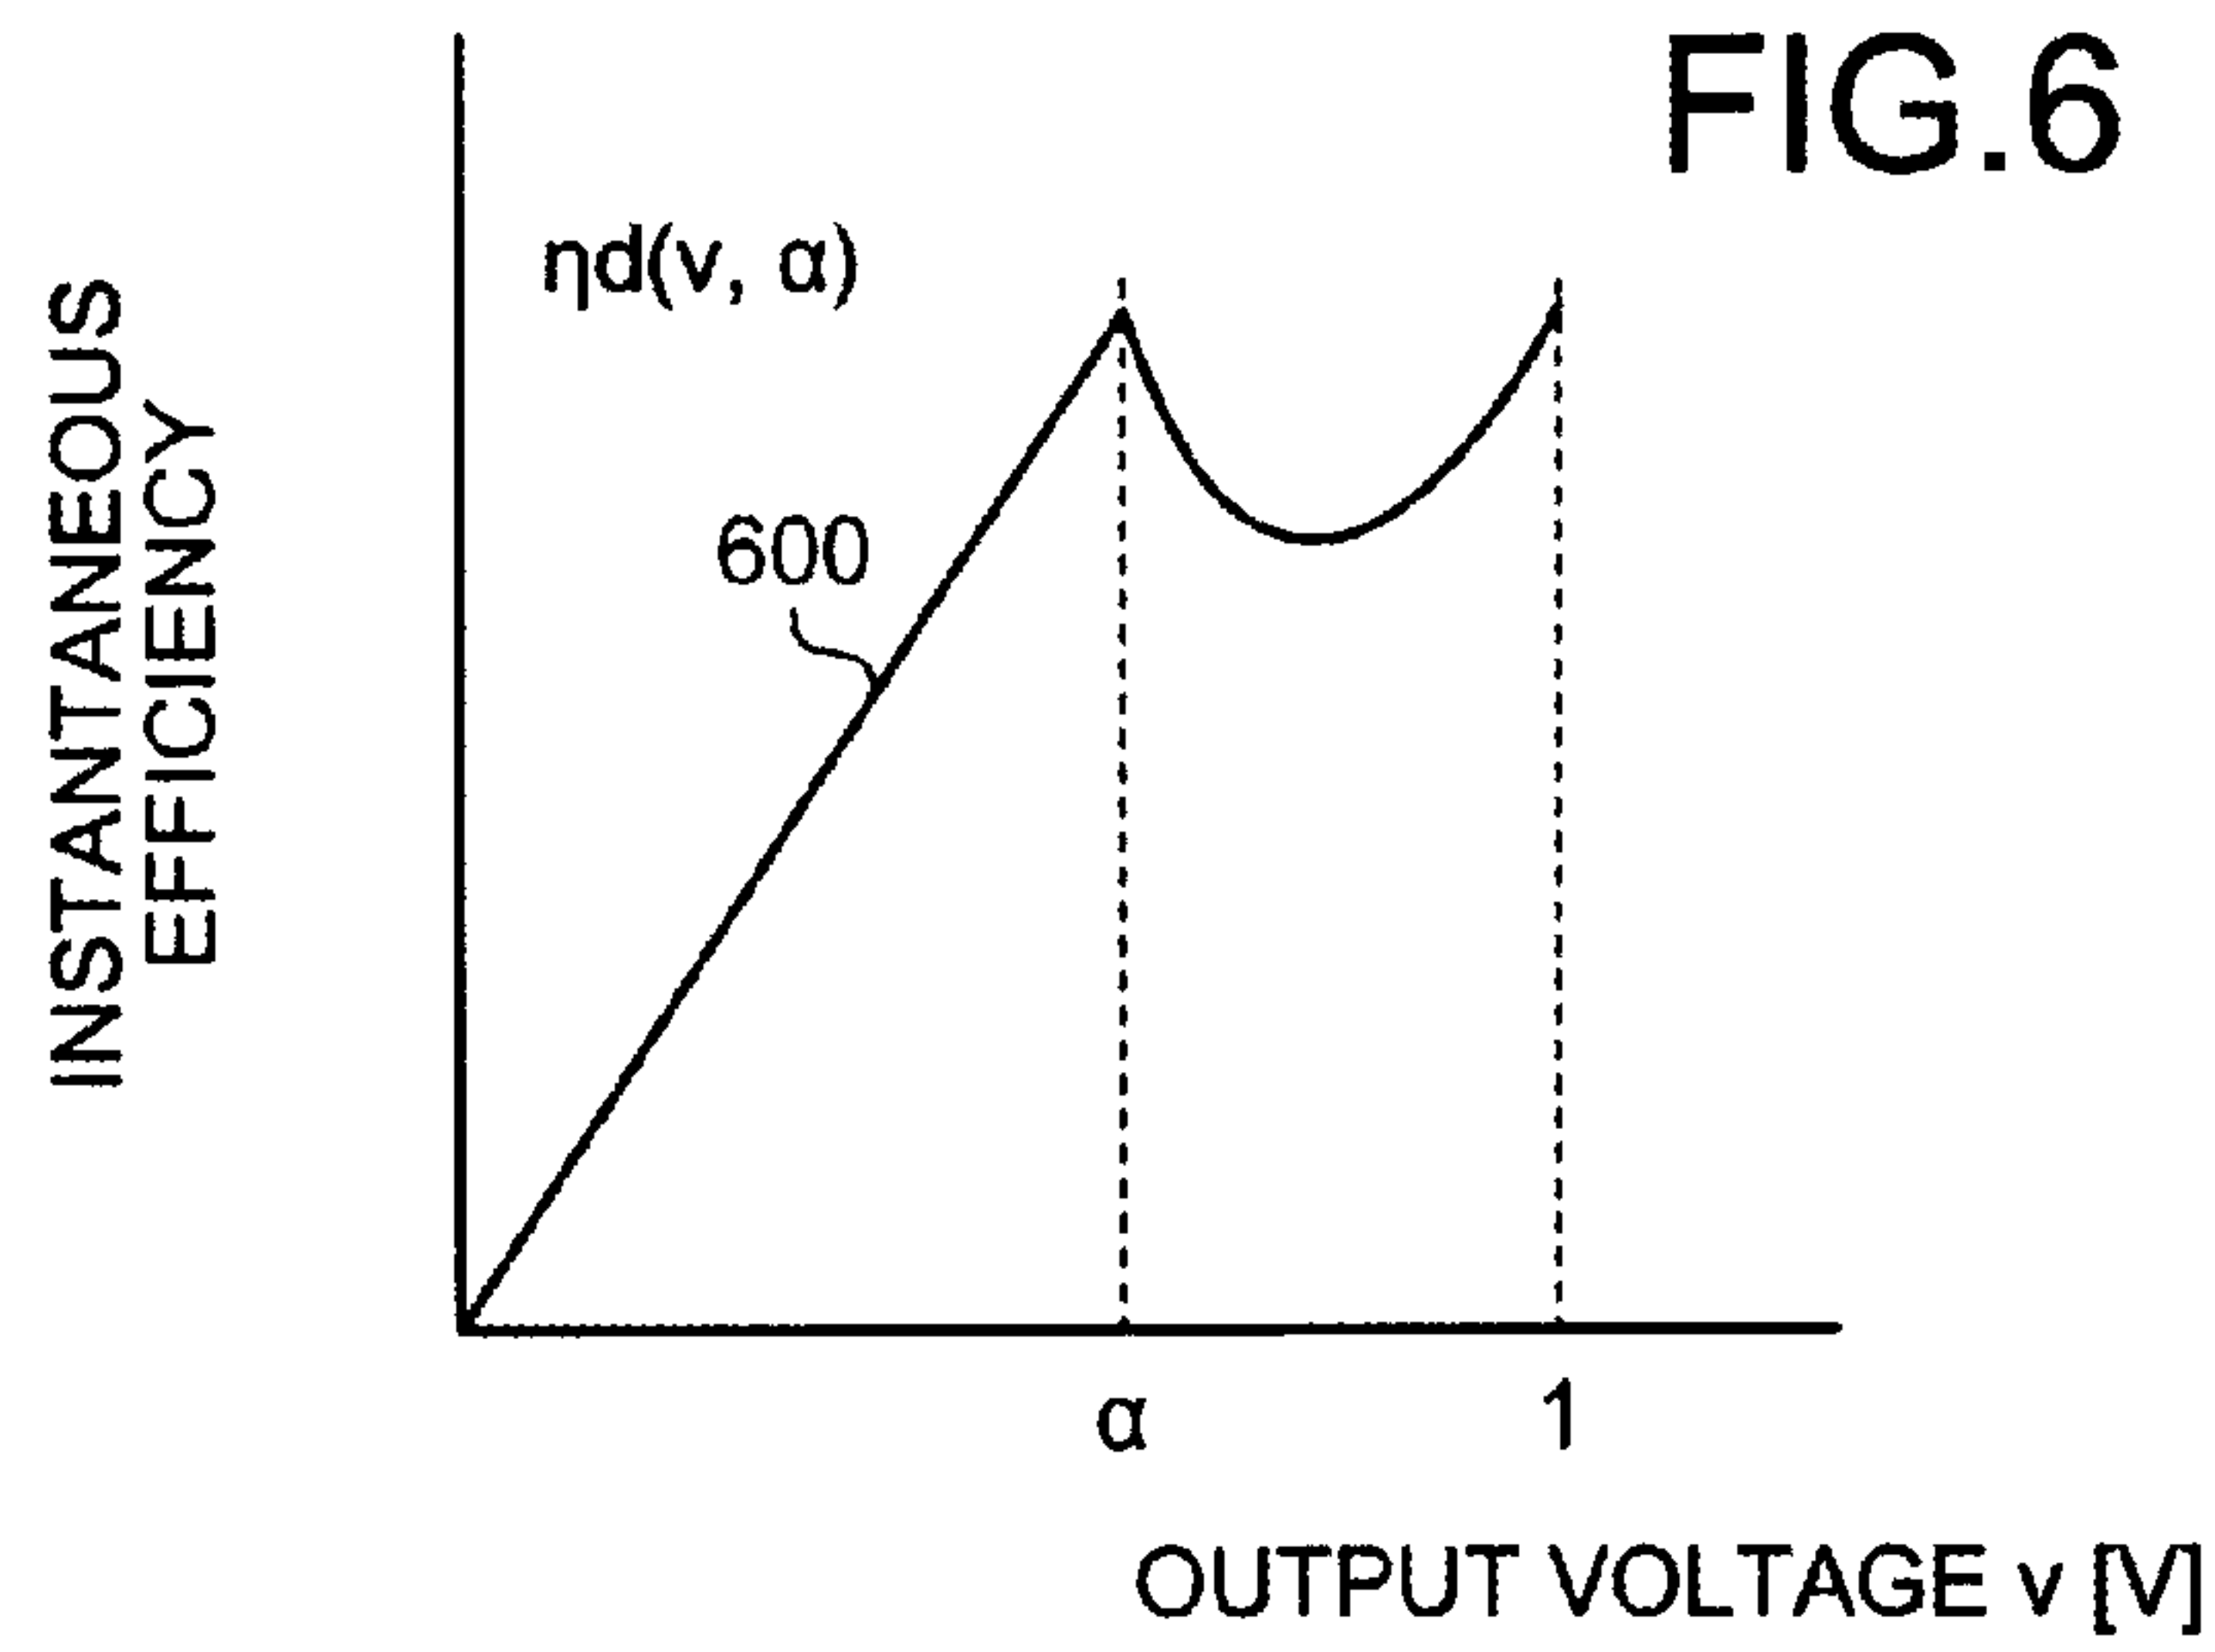 FIG.6
ηd(v, α)
600
INSTANTANEOUS
EFFICIENCY
α
1
OUTPUT VOLTAGE v [V]